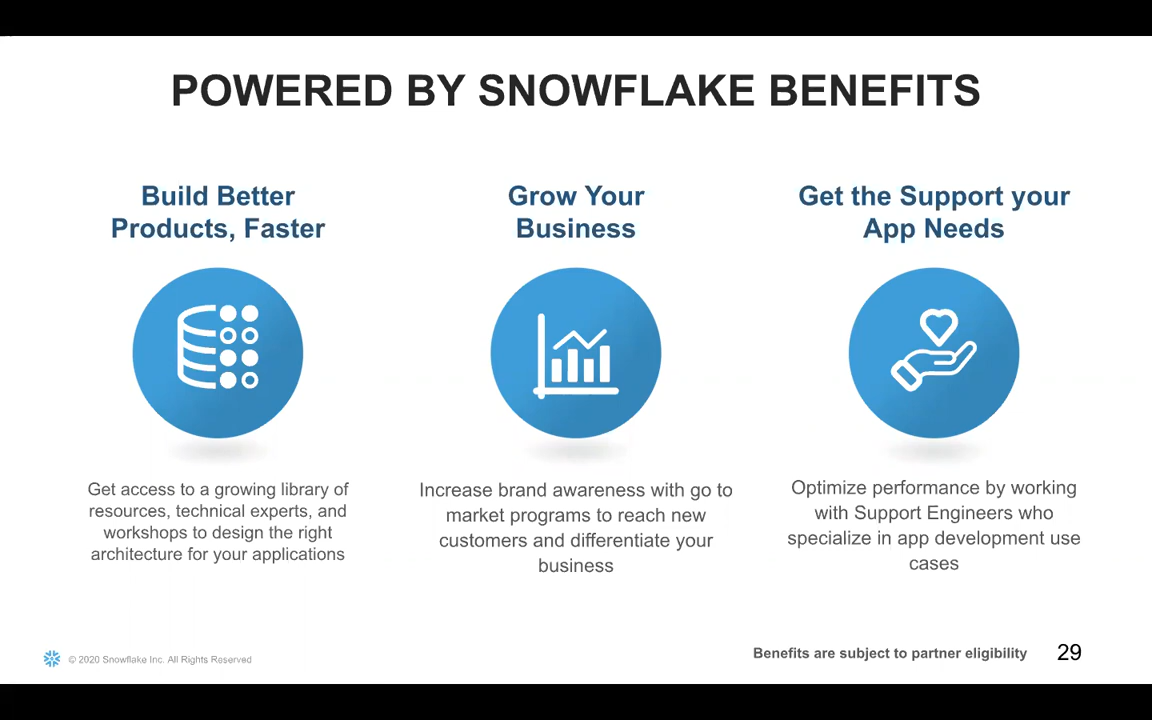 POWERED BY SNOWFLAKE BENEFITS
Build Better
Products, Faster
Get access to a growing library of
resources, technical experts, and
workshops to design the right
architecture for your applications
Grow Your
Business
Increase brand awareness with go to
market programs to reach new
customers and differentiate your
business
Get the Support your
App Needs
Optimize performance by working
with Support Engineers who
specialize in app development use
cases
© 2020 Snowflake Inc. All Rights Reserved
Benefits are subject to partner eligibility
29